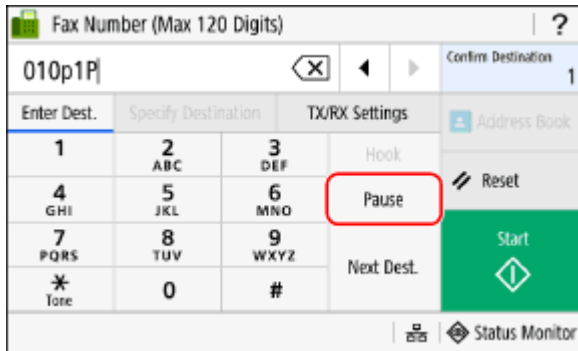 Fax Number (Max 120 Digits)
?
010p1P
Confirm Destination
1
Enter Dest.
Specify Destination
TX/RX Settings
Address Book
1
2
ABC
3
DEF
Hook
4
GHI
5
JKL
6
MNO
Pause
Reset
7
PQRS
8
TUV
9
WXYZ
Next Dest.
Start
*
Tone
0
#
Status Monitor